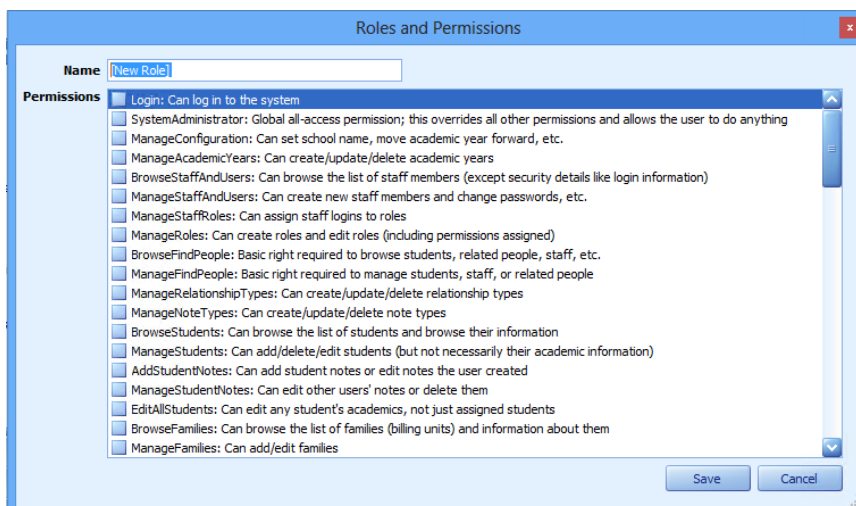 Roles and Permissions
x
Name [New Role]
Permissions
Login: Can log in to the system
SystemAdministrator: Global all-access permission; this overrides all other permissions and allows the user to do anything
ManageConfiguration: Can set school name, move academic year forward, etc.
ManageAcademicYears: Can create/update/delete academic years
BrowseStaffAndUsers: Can browse the list of staff members (except security details like login information)
ManageStaffAndUsers: Can create new staff members and change passwords, etc.
ManageStaffRoles: Can assign staff logins to roles
ManageRoles: Can create roles and edit roles (including permissions assigned)
BrowseFindPeople: Basic right required to browse students, related people, staff, etc.
ManageFindPeople: Basic right required to manage students, staff, or related people
ManageRelationshipTypes: Can create/update/delete relationship types
ManageNoteTypes: Can create/update/delete note types
BrowseStudents: Can browse the list of students and browse their information
ManageStudents: Can add/delete/edit students (but not necessarily their academic information)
AddStudentNotes: Can add student notes or edit notes the user created
ManageStudentNotes: Can edit other users' notes or delete them
EditAllStudents: Can edit any student's academics, not just assigned students
BrowseFamilies: Can browse the list of families (billing units) and information about them
ManageFamilies: Can add/edit families
Save Cancel